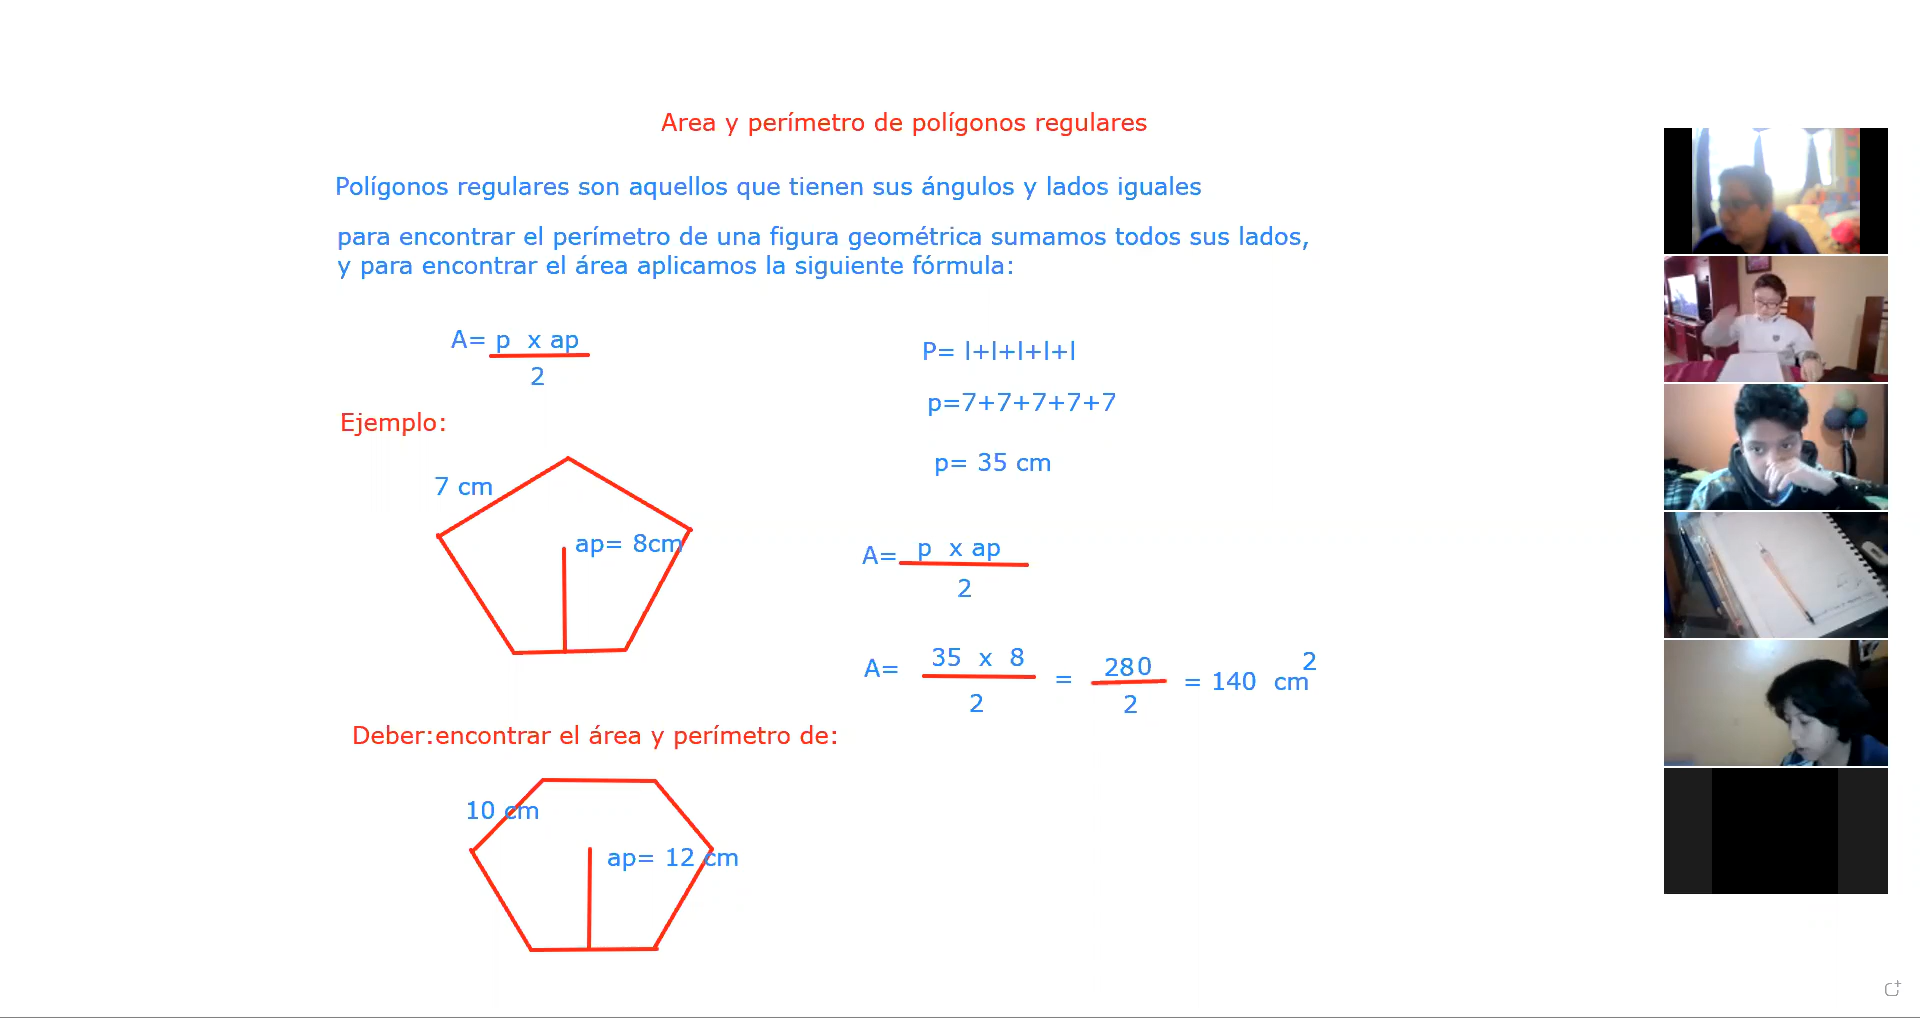 Area y perímetro de polígonos regulares
Polígonos regulares son aquellos que tienen sus ángulos y lados iguales
para encontrar el perímetro de una figura geométrica sumamos todos sus lados,
y para encontrar el área aplicamos la siguiente fórmula:
A= p x ap
2
Ejemplo:
7 cm
ap= 8cm
P= l+l+l+l+l
p=7+7+7+7+7
p= 35 cm
A= p x ap
2
A= 35 x 8 = 280 = 140 cm 2
2 2
Deber:encontrar el área y perímetro de:
10 cm
ap= 12 cm